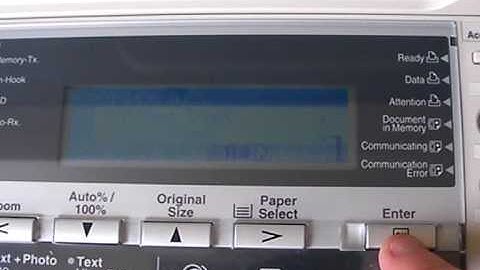 Acc
Ready
Memory-Tx.
Data
n-Hook
Attention
Document
in Memory
o-Rx.
Communicating
Communication
Error
oom
Auto%/
100%
Original
Size
Paper
Select
Enter
xt + Photo
Text